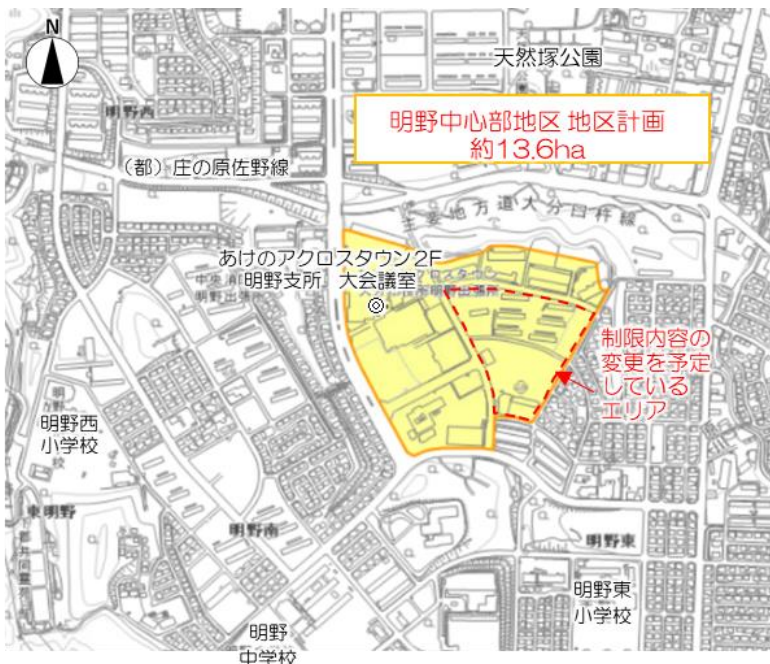 N
天然塚公園
明野中心部地区 地区計画
約13.6ha
明野西
（都）庄の原佐野線
主要地方道大分臼杵線
あけのアクロスタウン2F
明野支所　大会議室
制限内容の
変更を予定
している
エリア
明野西
小学校
東明野
明野南
明野東
明野東
小学校
明野
中学校